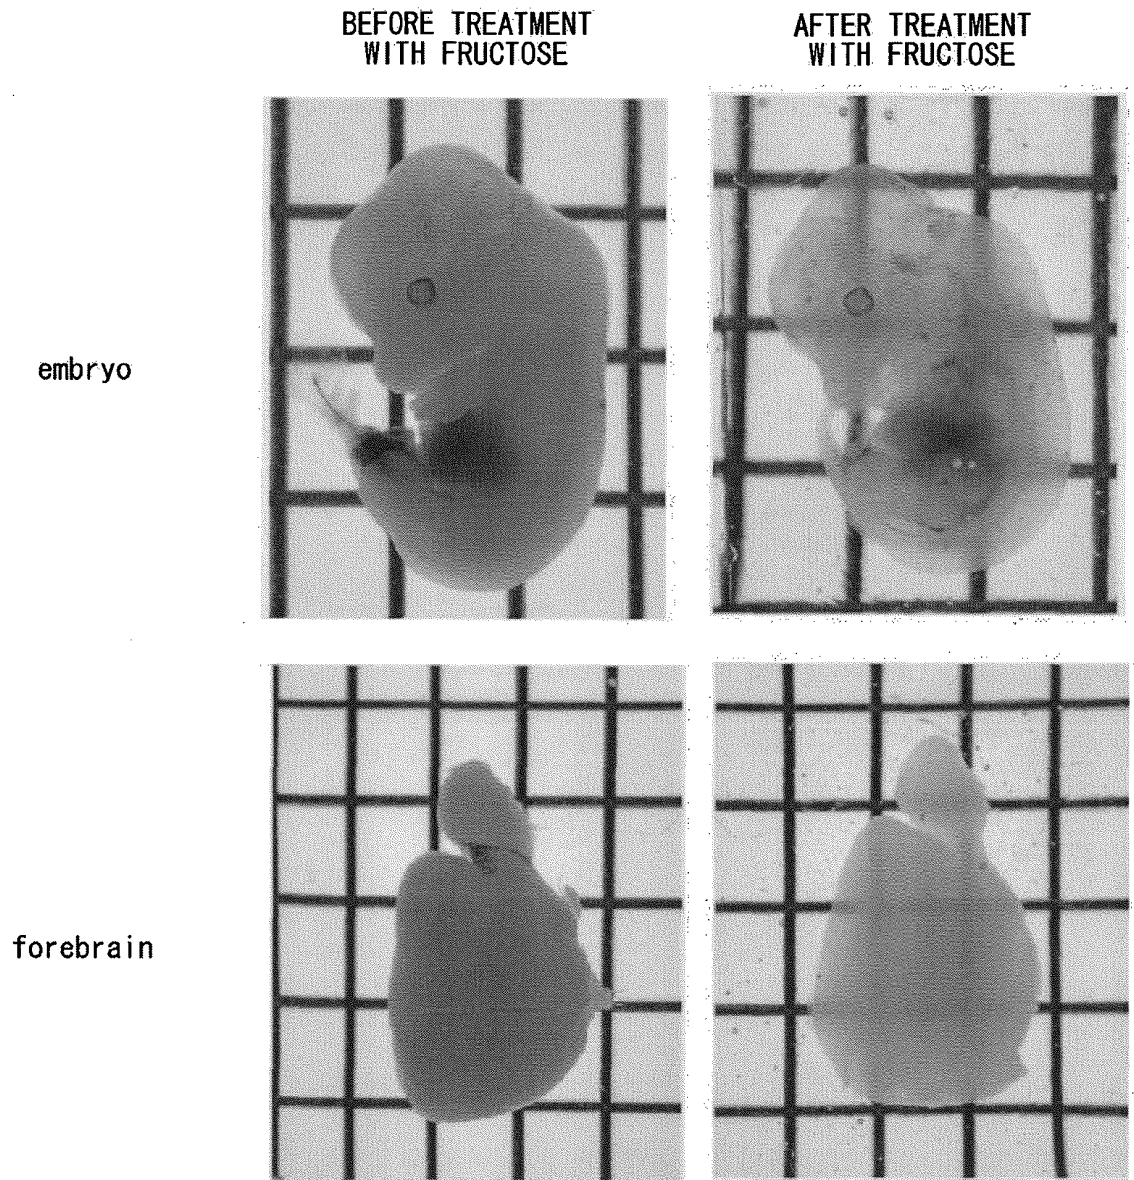 BEFORE TREATMENT
WITH FRUCTOSE
AFTER TREATMENT
WITH FRUCTOSE
embryo
forebrain